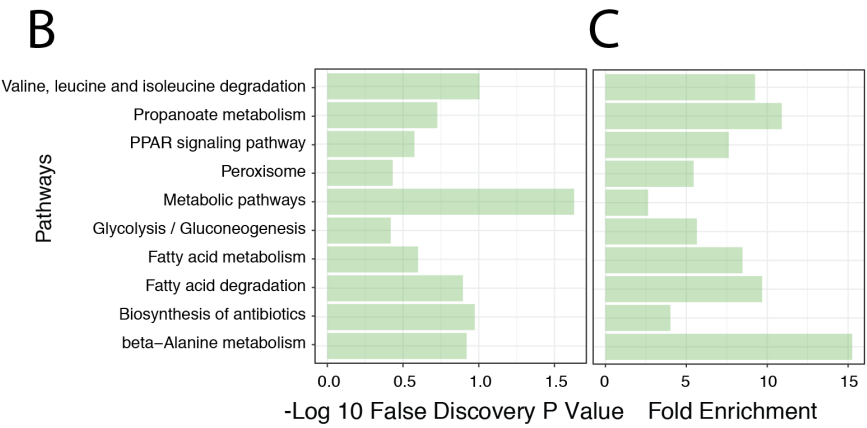 B
C
Pathways
Valine, leucine and isoleucine degradation
Propanoate metabolism
PPAR signaling pathway
Peroxisome
Metabolic pathways
Glycolysis / Gluconeogenesis
Fatty acid metabolism
Fatty acid degradation
Biosynthesis of antibiotics
beta−Alanine metabolism
0.0 0.5 1.0 1.5
0 5 10 15
-Log 10 False Discovery P Value
Fold Enrichment